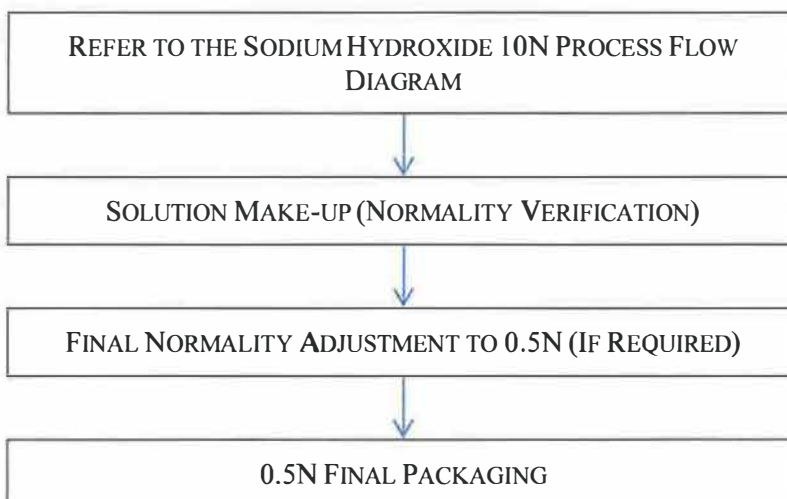 REFER TO THE SODIUM HYDROXIDE 10N PROCESS FLOW
DIAGRAM
SOLUTION MAKE-UP (NORMALITY VERIFICATION)
FINAL NORMALITY ADJUSTMENT TO 0.5N (IF REQUIRED)
0.5N FINAL PACKAGING